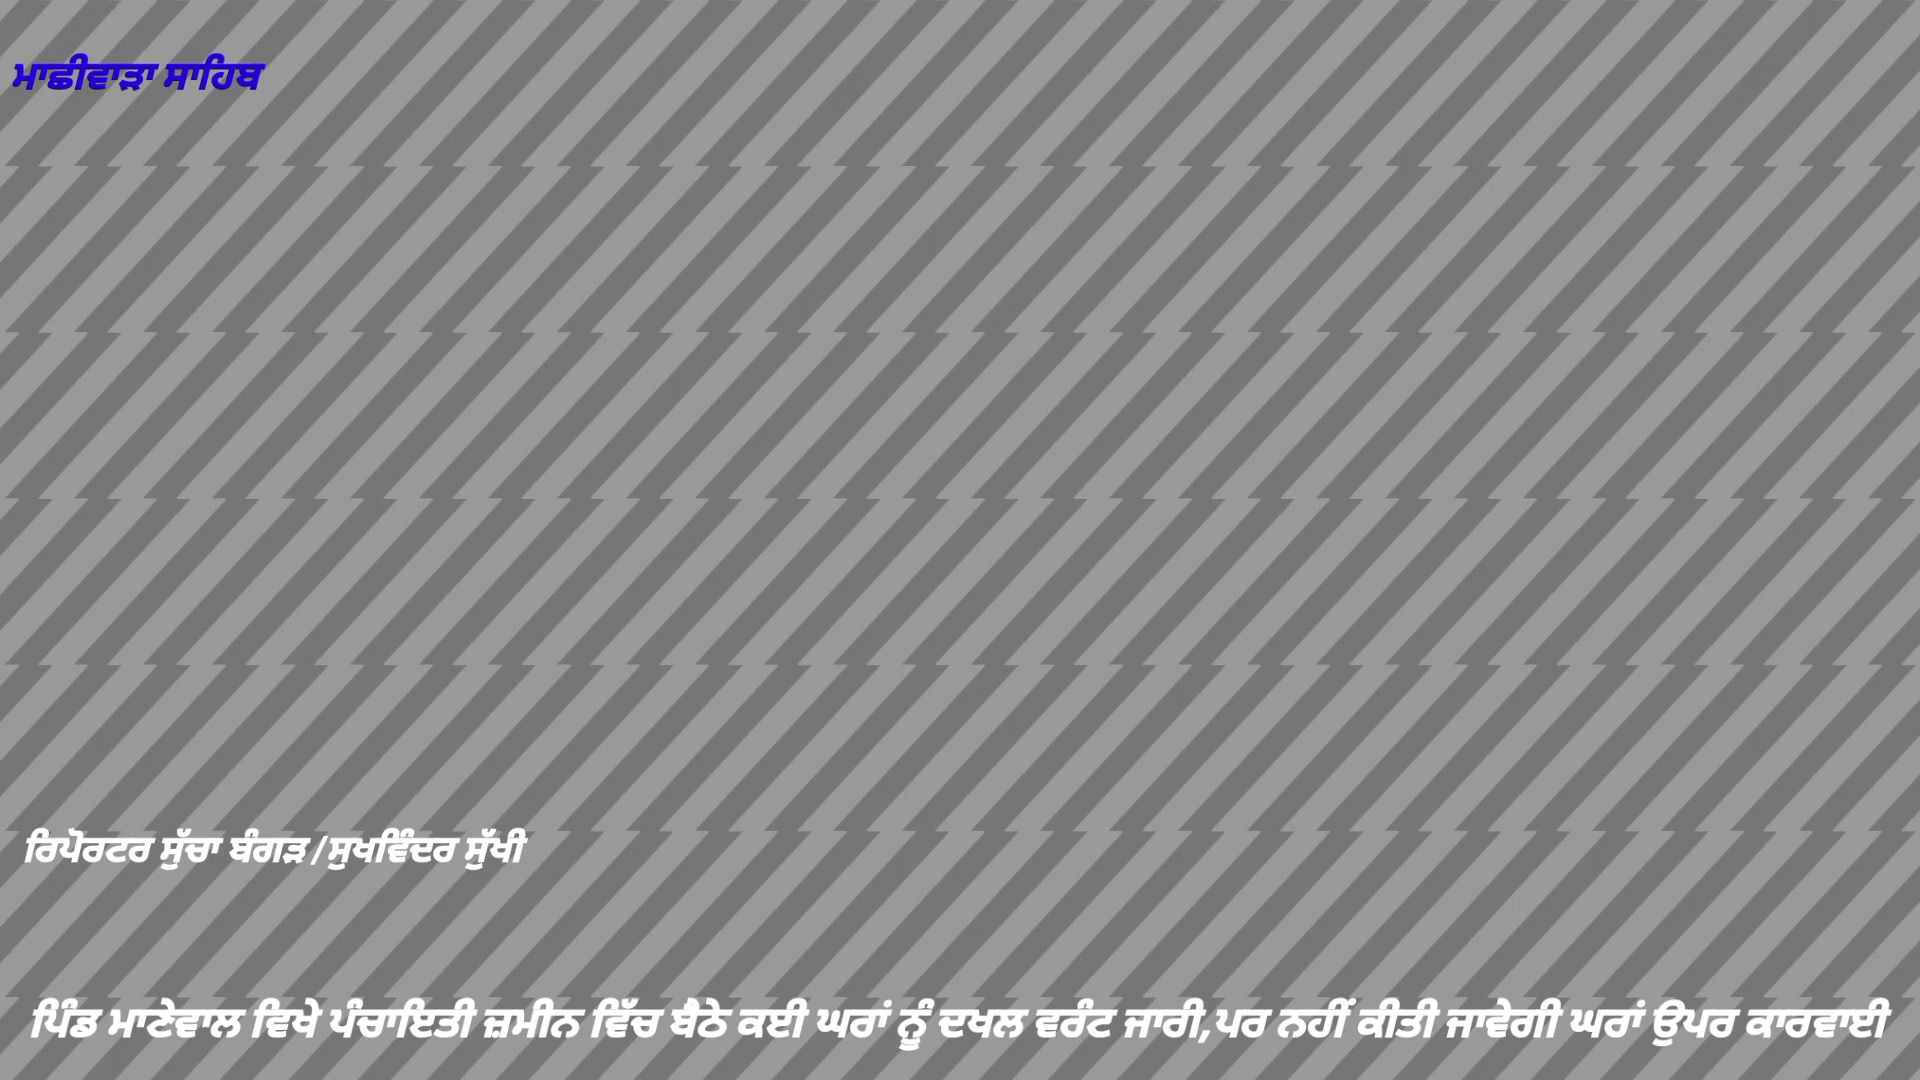 ਮਾਛੀਵਾੜਾ ਸਾਹਿਬ
ਰਿਪੋਰਟਰ ਸੁੱਚਾ ਬੰਗੜ /ਸੁਖਵਿੰਦਰ ਸੁੱਖੀ
ਪਿੰਡ ਮਾਣੇਵਾਲ ਵਿਖੇ ਪੰਚਾਇਤੀ ਜ਼ਮੀਨ ਵਿੱਚ ਬੈਠੇ ਕਈ ਘਰਾਂ ਨੂੰ ਦਖਲ ਵਰੰਟ ਜਾਰੀ,ਪਰ ਨਹੀਂ ਕੀਤੀ ਜਾਵੇਗੀ ਘਰਾਂ ਉਪਰ ਕਾਰਵਾਈ